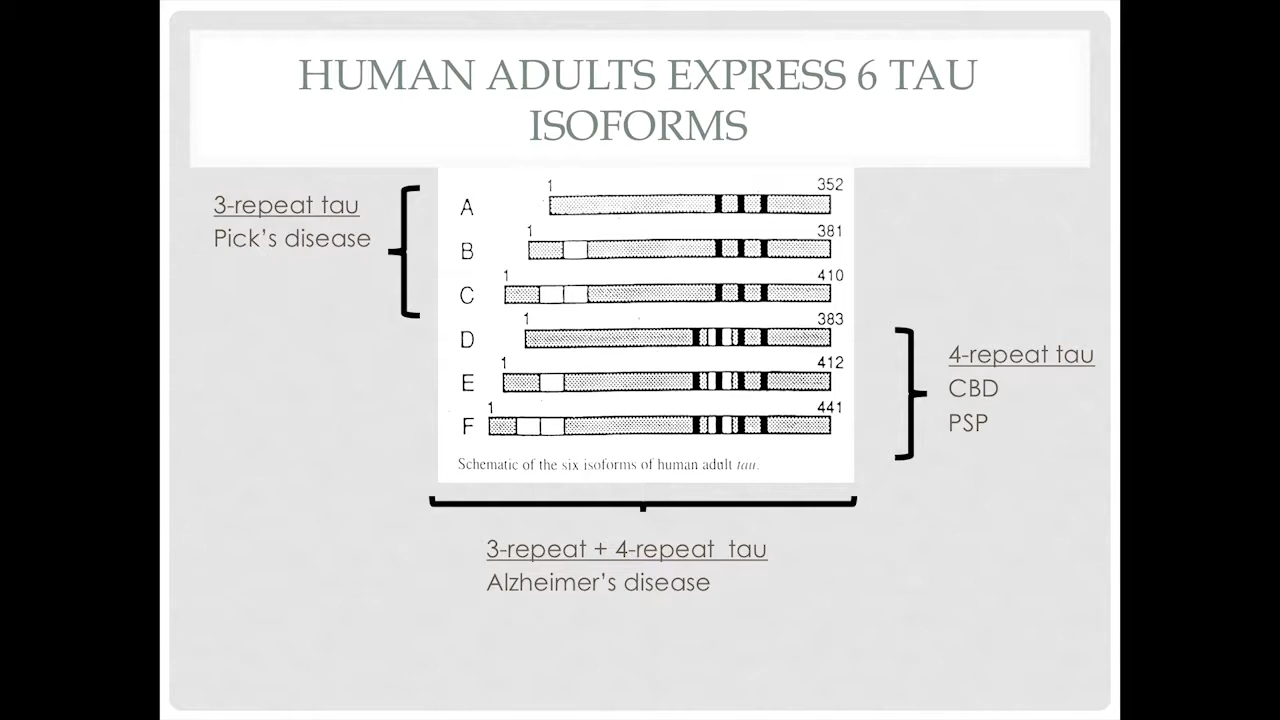 HUMAN ADULTS EXPRESS 6 TAU
ISOFORMS
3-repeat tau
Pick's disease
A 1 352
B 1 381
C 1 410
D 1 383
E 1 412
F 1 441
Schematic of the six isoforms of human adult tau.
4-repeat tau
CBD
PSP
3-repeat + 4-repeat tau
Alzheimer's disease